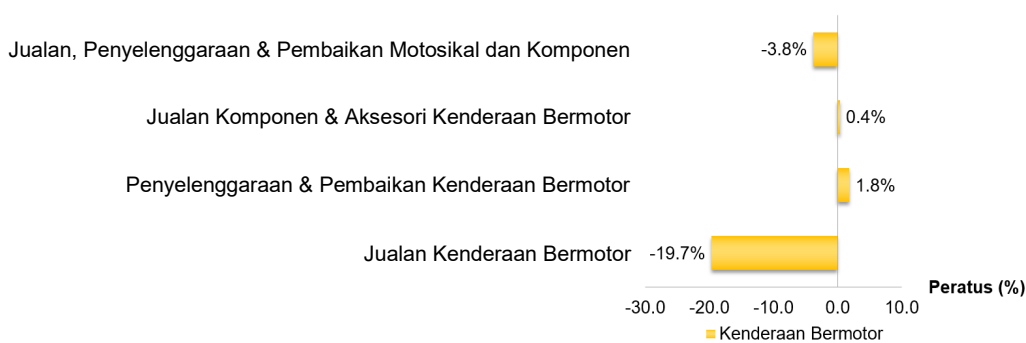 Jualan, Penyelenggaraan & Pembaikan Motosikal dan Komponen
-3.8%
Jualan Komponen & Aksesori Kenderaan Bermotor
0.4%
Penyelenggaraan & Pembaikan Kenderaan Bermotor
1.8%
Jualan Kenderaan Bermotor
-19.7%
Peratus (%)
-30.0 -20.0 -10.0 0.0 10.0
Kenderaan Bermotor